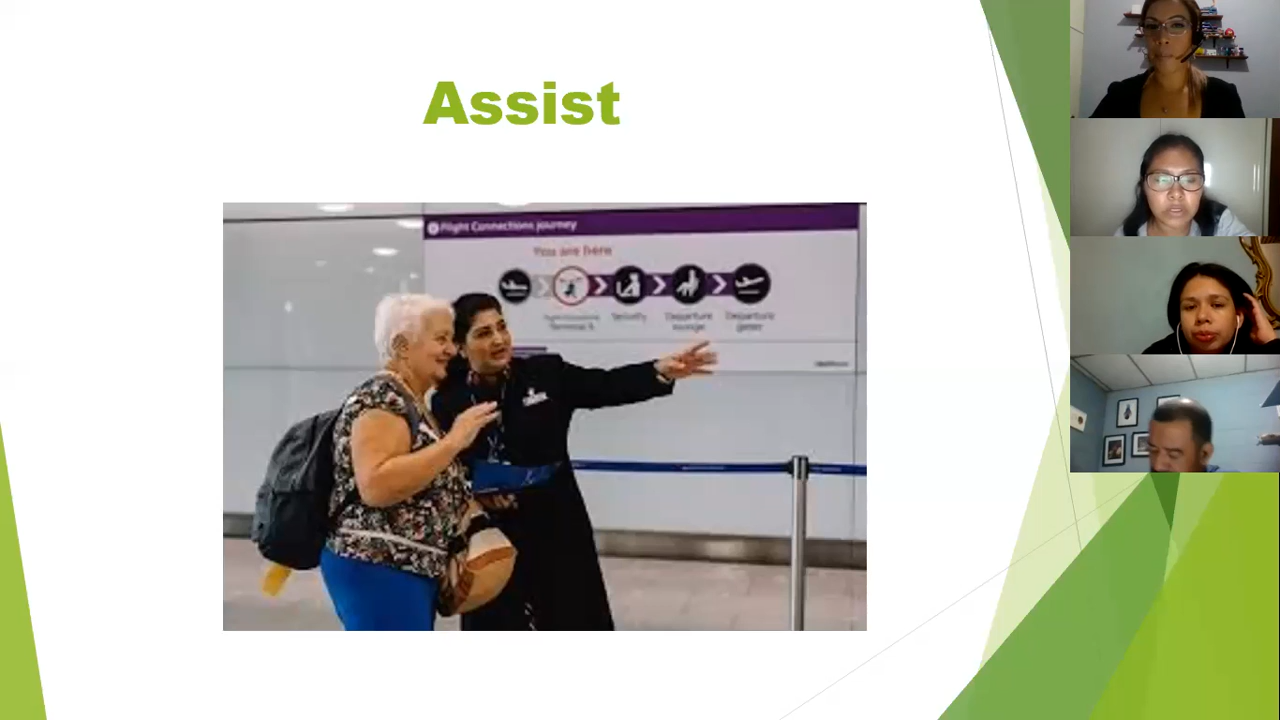 Assist
Flight Connections journey
You are here
Security
Departure
lounge
Departure
gates